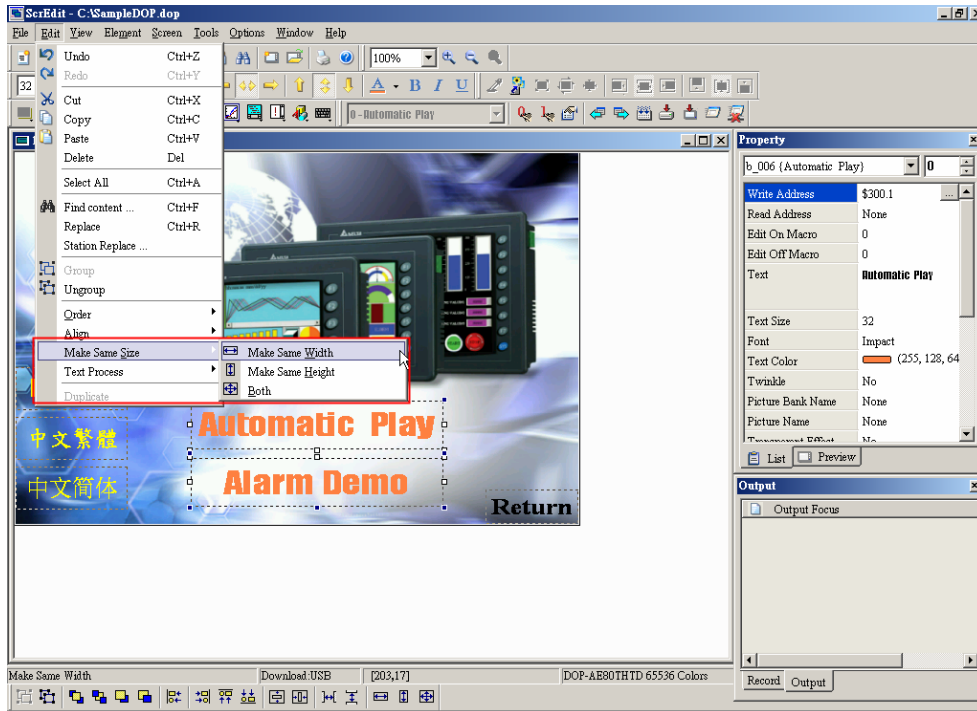 ScrEdit - C:\SampleDOP.dop
File Edit View Element Screen Tools Options Window Help
100%
32
A B I U
0 - Automatic Play
Undo Ctrl+Z
Redo Ctrl+Y
Cut Ctrl+X
Copy Ctrl+C
Paste Ctrl+V
Delete Del
Select All Ctrl+A
Find content ... Ctrl+F
Replace Ctrl+R
Station Replace ...
Group
Ungroup
Order
Align
Make Same Size
Text Process
Duplicate
Make Same Width
Make Same Height
Both
Automatic Play
Alarm Demo
中文繁體
中文简体
Return
Property
b_006 {Automatic Play}
0
Write Address $300.1 ...
Read Address None
Edit On Macro 0
Edit Off Macro 0
Text Automatic Play
Text Size 32
Font Impact
Text Color (255, 128, 64
Twinkle No
Picture Bank Name None
Picture Name None
Transparent Effect No
List Preview
Output
Output Focus
Record Output
Make Same Width Download:USB [203,17] DOP-AE80THTD 65536 Colors